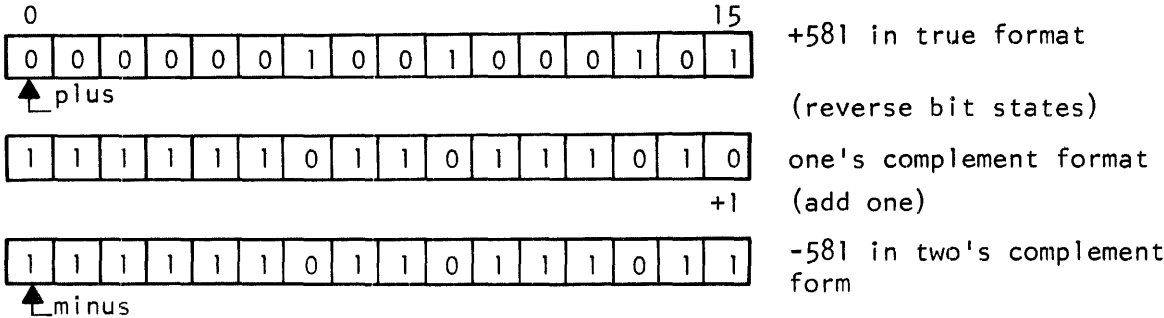 0 15
0 0 0 0 0 0 1 0 0 1 0 0 0 1 0 1 +581 in true format
plus
(reverse bit states)
1 1 1 1 1 1 0 1 1 0 1 1 1 0 1 0 one's complement format
+1 (add one)
1 1 1 1 1 1 0 1 1 0 1 1 1 0 1 1 -581 in two's complement
form
minus